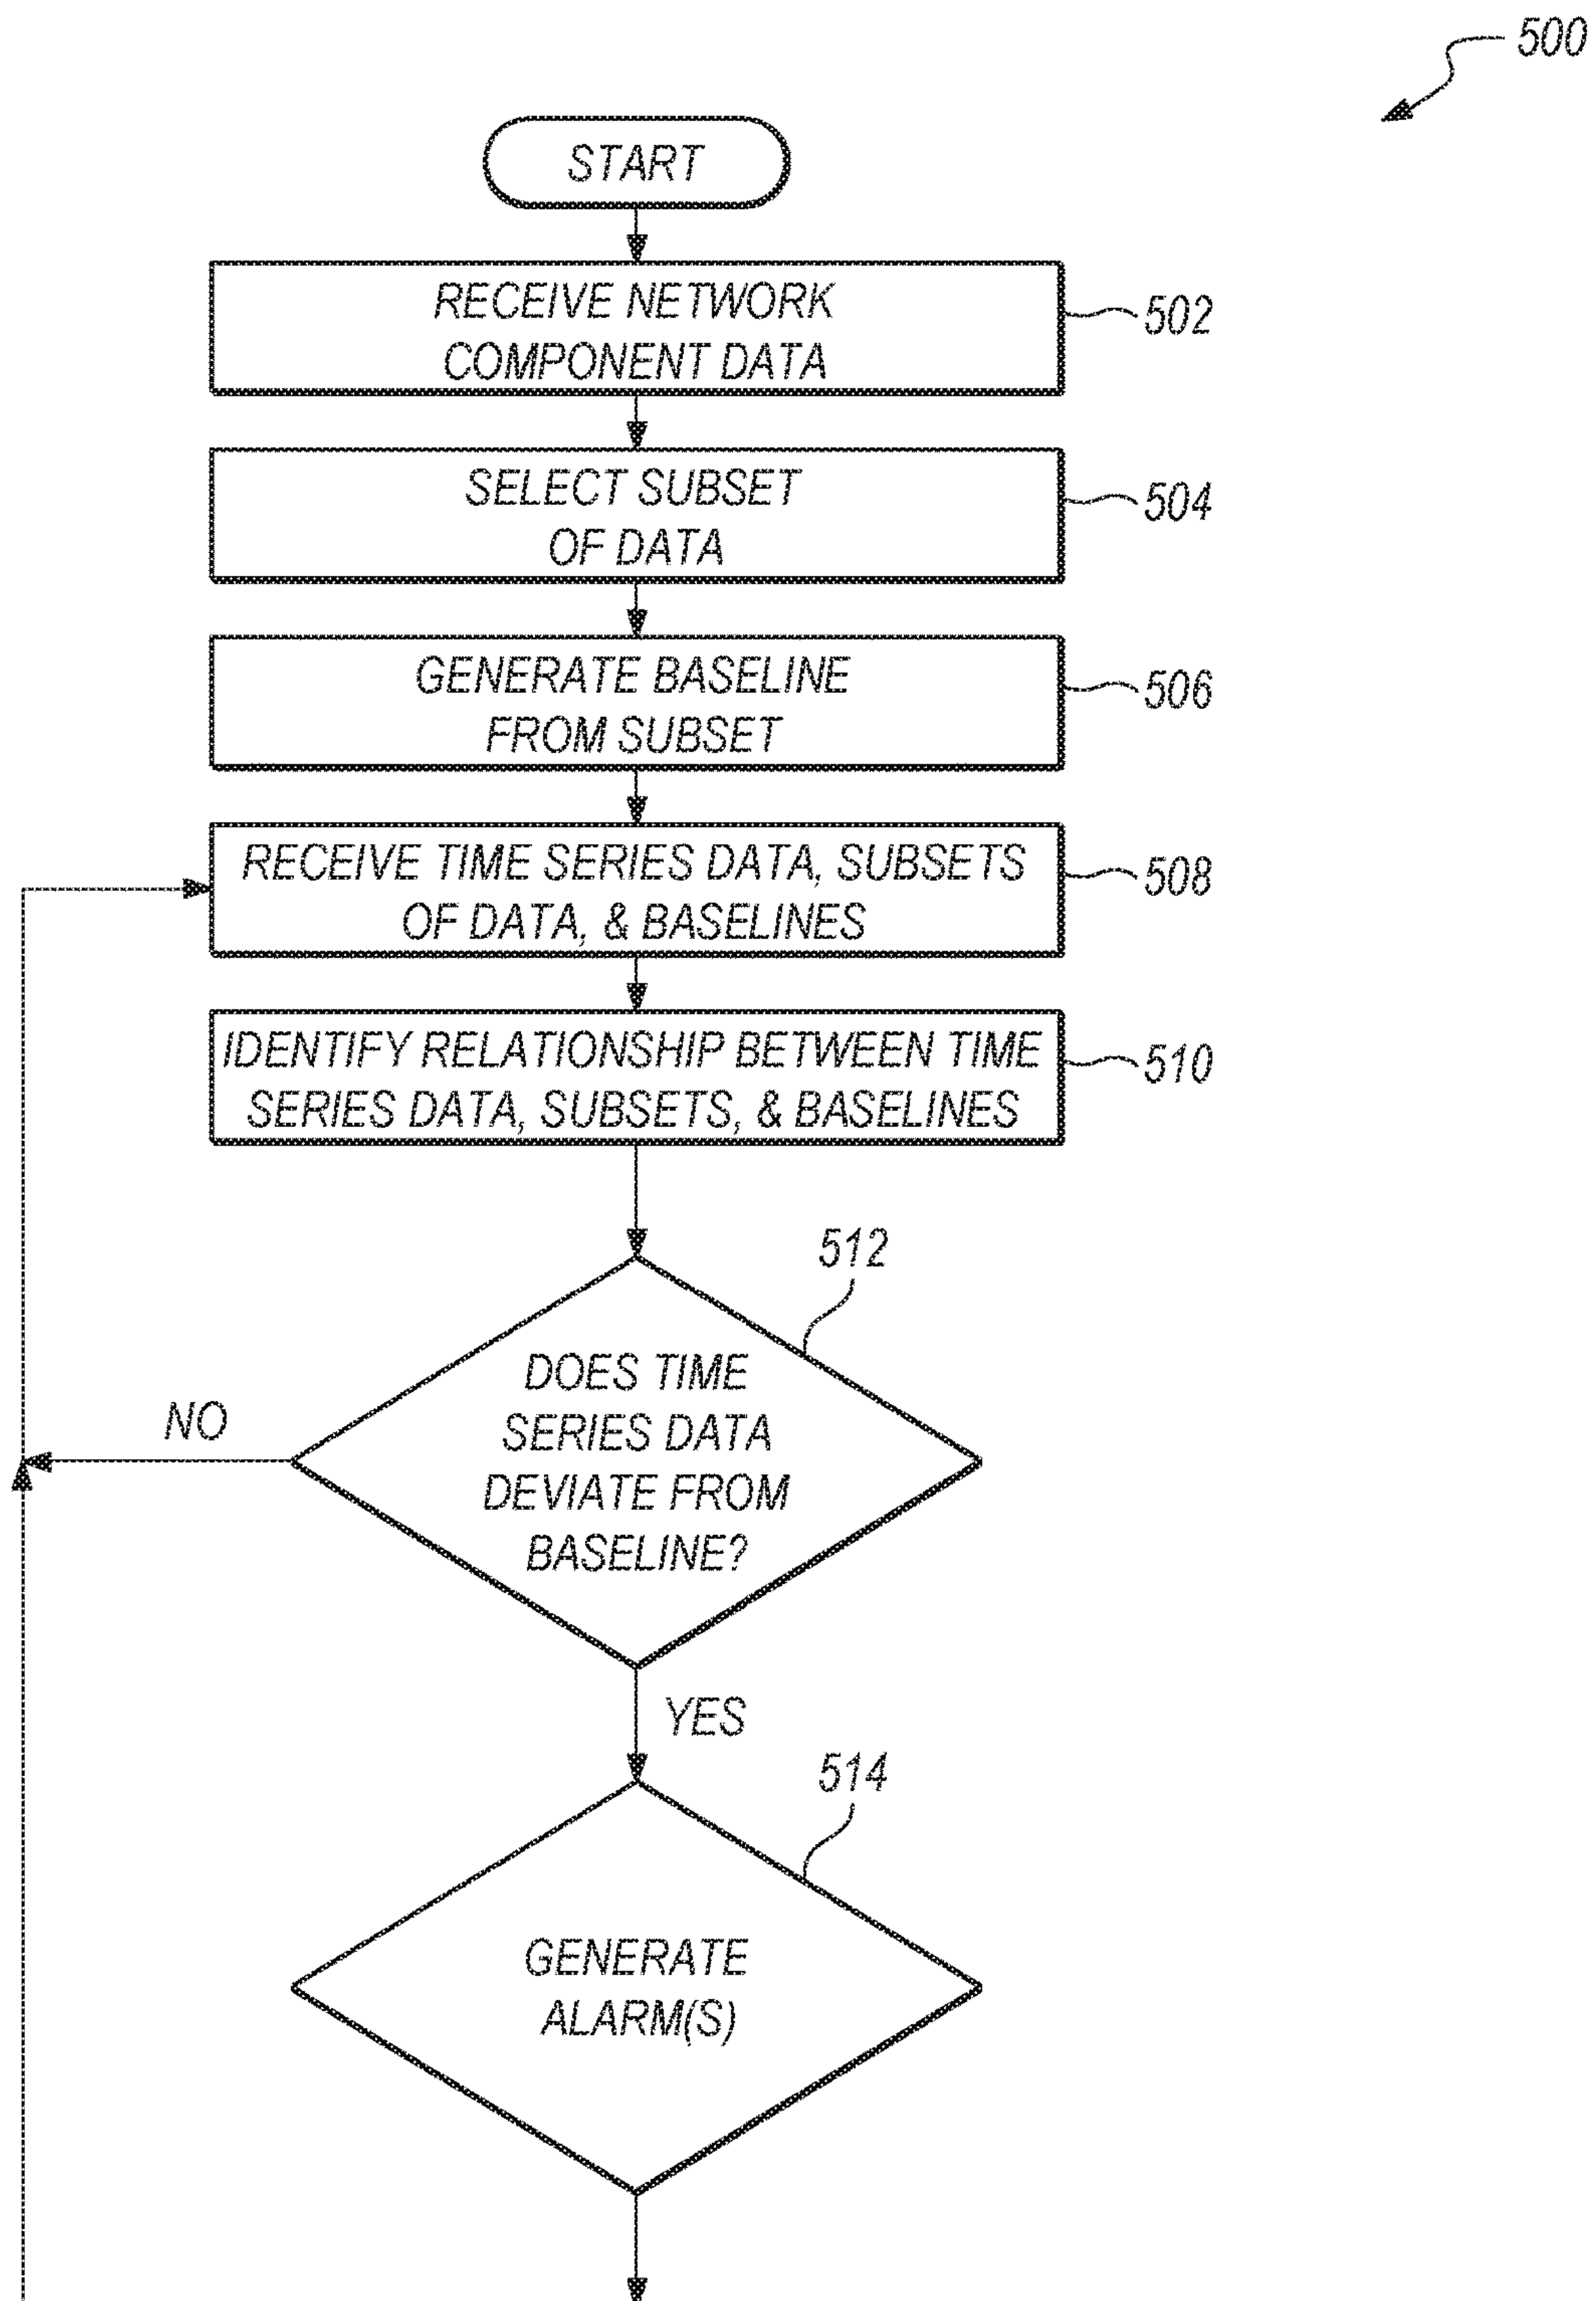 500
START
RECEIVE NETWORK
COMPONENT DATA
502
SELECT SUBSET
OF DATA
504
GENERATE BASELINE
FROM SUBSET
506
RECEIVE TIME SERIES DATA, SUBSETS
OF DATA, & BASELINES
508
IDENTIFY RELATIONSHIP BETWEEN TIME
SERIES DATA, SUBSETS, & BASELINES
510
512
DOES TIME
SERIES DATA
DEVIATE FROM
BASELINE?
NO
YES
514
GENERATE
ALARM(S)